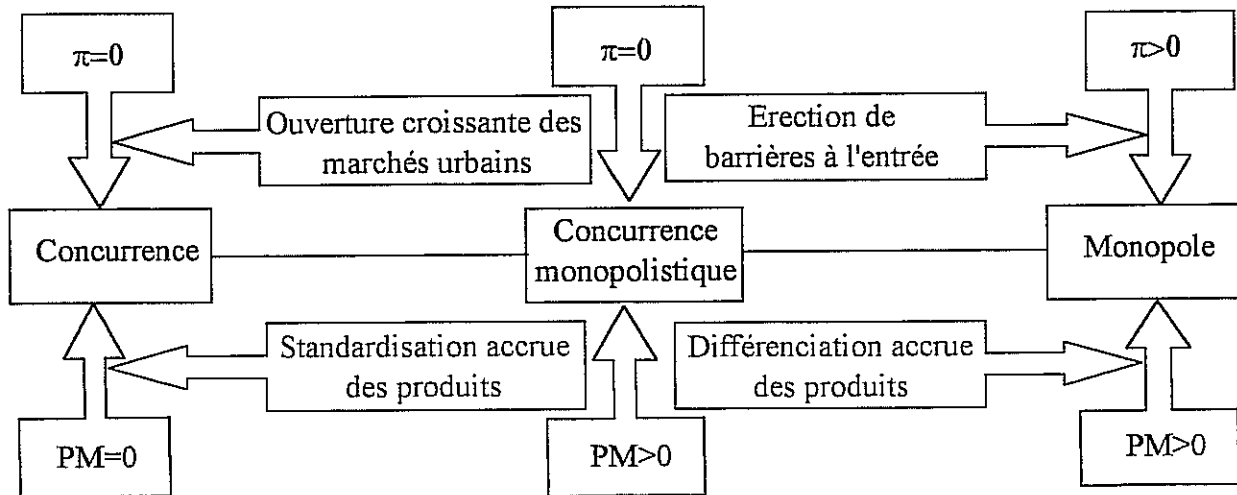 π=0
π=0
π>0
Ouverture croissante des
marchés urbains
Erection de
barrières à l'entrée
Concurrence
Concurrence
monopolistique
Monopole
Standardisation accrue
des produits
Différenciation accrue
des produits
PM=0
PM>0
PM>0